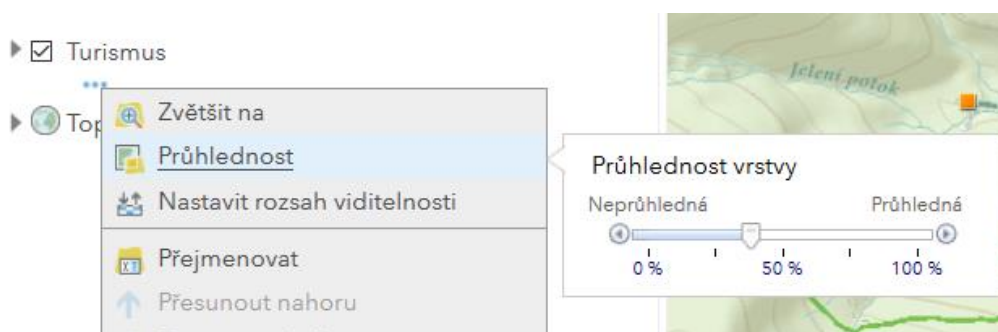 Turismus
Top
Zvětšit na
Průhlednost
Nastavit rozsah viditelnosti
Přejmenovat
Přesunout nahoru
Průhlednost vrstvy
Neprůhledná Průhledná
0 % 50 % 100 %
Jelení potok